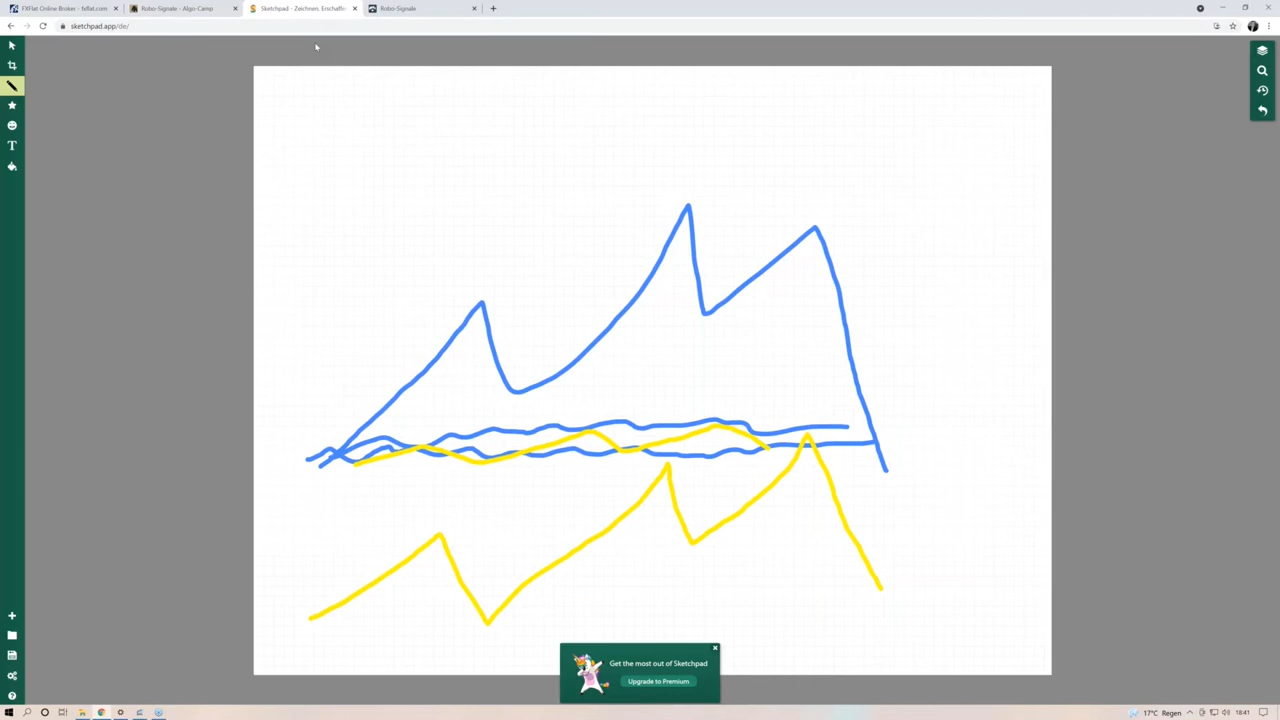 FXFlat Online Broker - fxflat.com
Robo-Signale - Algo-Camp
Sketchpad - Zeichnen, Erschaffe
Robo-Signale
sketchpad.app/de/
T
Get the most out of Sketchpad
Upgrade to Premium
17°C Regen
18:41